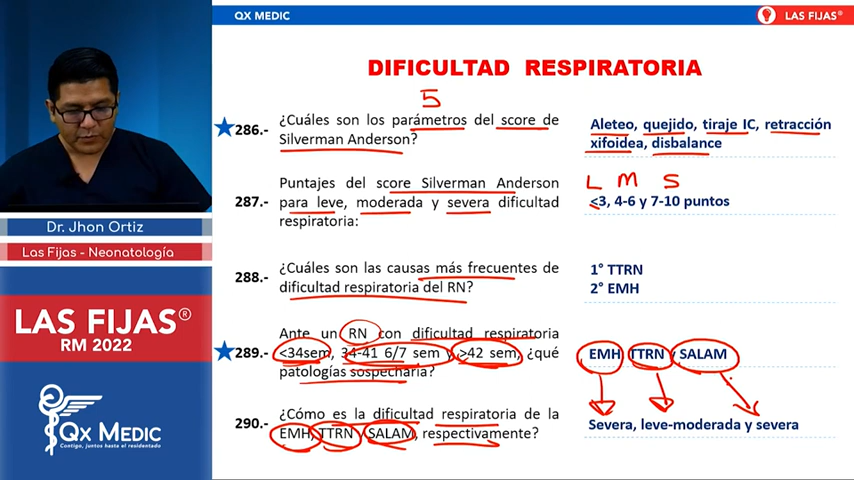 QX MEDIC
LAS FIJAS®
DIFICULTAD RESPIRATORIA
5
286.- ¿Cuáles son los parámetros del score de
Silverman Anderson?
Aleteo, quejido, tiraje IC, retracción
xifoidea, disbalance
287.- Puntajes del score Silverman Anderson
para leve, moderada y severa dificultad
respiratoria:
L M S
<3, 4-6 y 7-10 puntos
288.- ¿Cuáles son las causas más frecuentes de
dificultad respiratoria del RN?
1° TTRN
2° EMH
289.- Ante un RN con dificultad respiratoria
<34sem, 34-41 6/7 sem y >42 sem, ¿qué
patologías sospecharía?
EMH TTRN y SALAM
290.- ¿Cómo es la dificultad respiratoria de la
EMH, TTRN SALAM, respectivamente?
Severa, leve-moderada y severa
Dr. Jhon Ortiz
Las Fijas - Neonatología
LAS FIJAS®
RM 2022
QX MEDIC
Contigo, juntos hasta el residentado